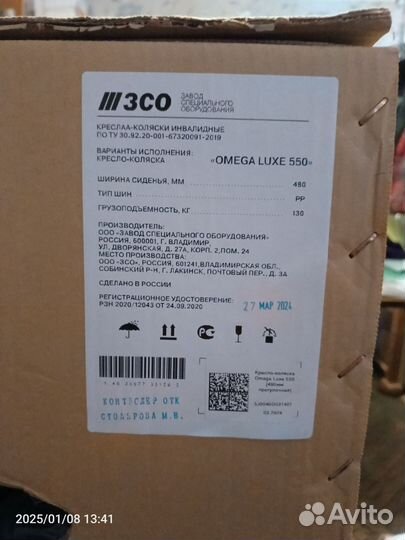 ЗСО
ЗАВОД
СПЕЦИАЛЬНОГО
ОБОРУДОВАНИЯ
КРЕСЛАА-КОЛЯСКИ ИНВАЛИДНЫЕ
ПО ТУ 30.92.20-001-67320091-2019
ВАРИАНТЫ ИСПОЛНЕНИЯ:
КРЕСЛО-КОЛЯСКА «OMEGA LUXE 550»
ШИРИНА СИДЕНЬЯ, ММ 480
ТИП ШИН PP
ГРУЗОПОДЪЕМНОСТЬ, КГ 130
ПРОИЗВОДИТЕЛЬ:
ООО «ЗАВОД СПЕЦИАЛЬНОГО ОБОРУДОВАНИЯ»
РОССИЯ, 600001, Г. ВЛАДИМИР,
УЛ. ДВОРЯНСКАЯ, Д. 27А, КОРП. 2, ПОМ. 24
МЕСТО ПРОИЗВОДСТВА:
ООО «ЗСО», РОССИЯ, 601241, ВЛАДИМИРСКАЯ ОБЛ.
СОБИНСКИЙ Р-Н, Г. ЛАКИНСК, ПОЧТОВЫЙ ПЕР., Д. 3А
СДЕЛАНО В РОССИИ
РЕГИСТРАЦИОННОЕ УДОСТОВЕРЕНИЕ:
РЗН 2020/12043 ОТ 24.09.2020
27 МАР 2024
Кресло-коляска
Omega Luxe 550
(480мм
прогулочная)
КОНТРОЛЕР ОТК
СТОЛЯРОВА М.В.
2025/01/08 13:41
Avito